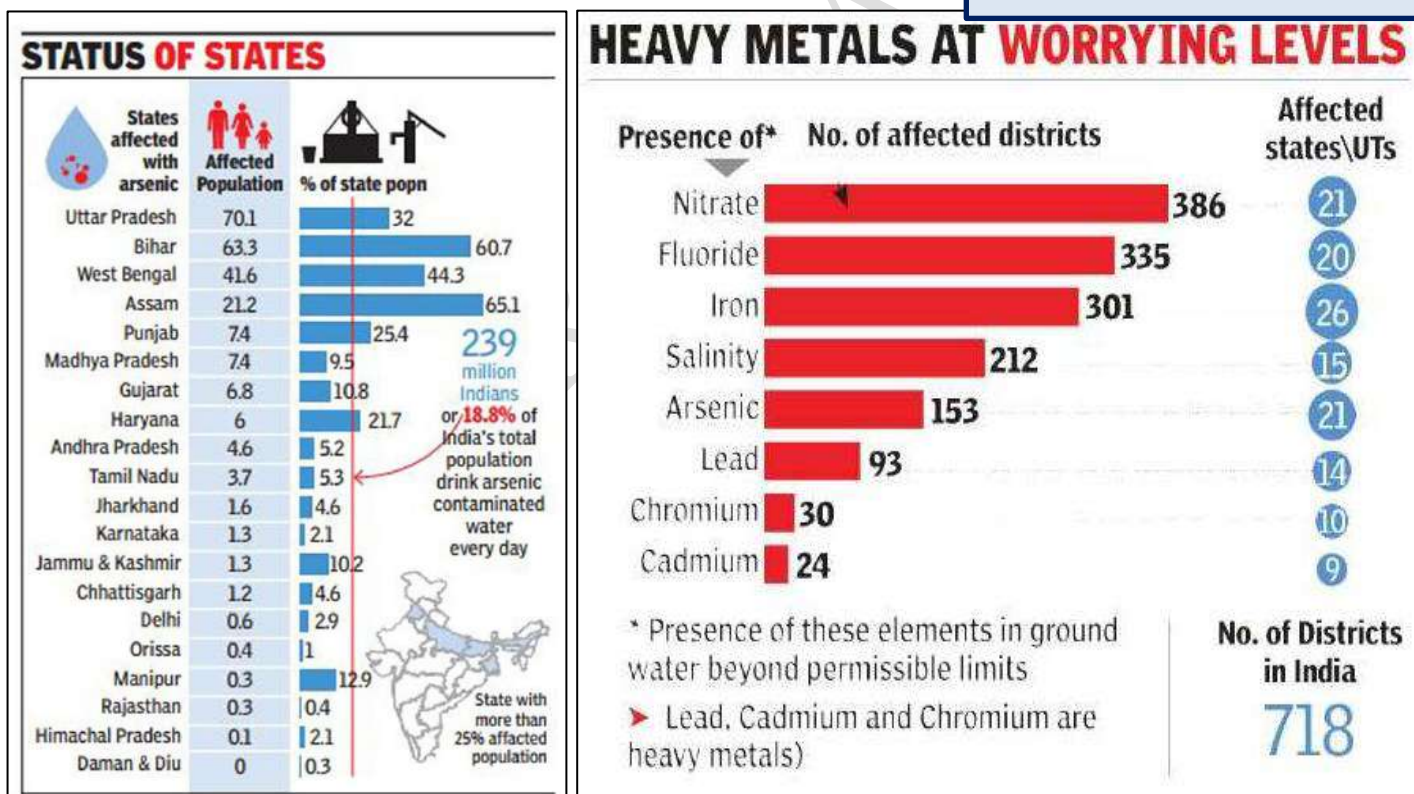 STATUS OF STATES
States affected with arsenic
Affected Population
% of state popn
Uttar Pradesh 70.1 32
Bihar 63.3 60.7
West Bengal 41.6 44.3
Assam 21.2 65.1
Punjab 7.4 25.4
Madhya Pradesh 7.4 9.5
Gujarat 6.8 10.8
Haryana 6 21.7
Andhra Pradesh 4.6 5.2
Tamil Nadu 3.7 5.3
Jharkhand 1.6 4.6
Karnataka 1.3 2.1
Jammu & Kashmir 1.3 10.2
Chhattisgarh 1.2 4.6
Delhi 0.6 2.9
Orissa 0.4 1
Manipur 0.3 12.9
Rajasthan 0.3 0.4
Himachal Pradesh 0.1 2.1
Daman & Diu 0 0.3
239
million
Indians
or 18.8% of
India's total
population
drink arsenic
contaminated
water
every day
State with
more than
25% affacted
population
HEAVY METALS AT WORRYING LEVELS
Presence of* No. of affected districts
Affected
states\UTs
Nitrate 386 21
Fluoride 335 20
Iron 301 26
Salinity 212 15
Arsenic 153 21
Lead 93 14
Chromium 30 10
Cadmium 24 9
* Presence of these elements in ground
water beyond permissible limits
➤ Lead, Cadmium and Chromium are
heavy metals)
No. of Districts
in India
718